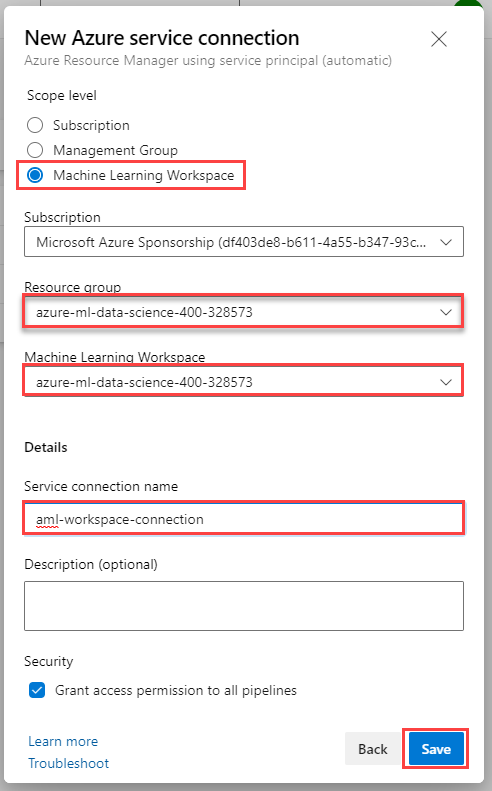 New Azure service connection
Azure Resource Manager using service principal (automatic)
Scope level
Subscription
Management Group
Machine Learning Workspace
Subscription
Microsoft Azure Sponsorship (df403de8-b611-4a55-b347-93c...
Resource group
azure-ml-data-science-400-328573
Machine Learning Workspace
azure-ml-data-science-400-328573
Details
Service connection name
aml-workspace-connection
Description (optional)
Security
Grant access permission to all pipelines
Learn more
Troubleshoot
Back
Save